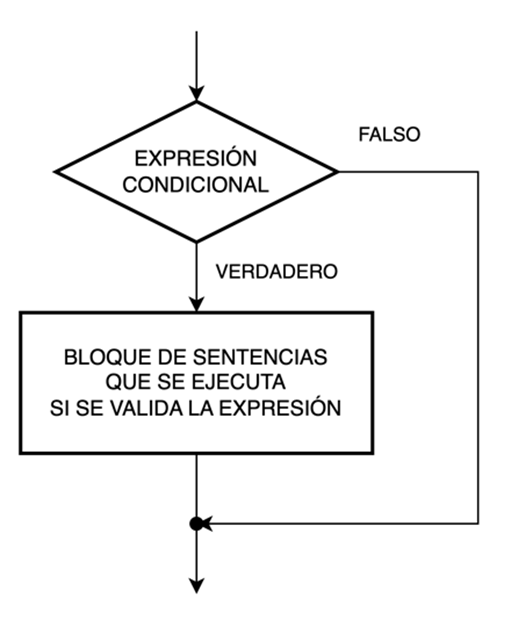 FALSO
EXPRESIÓN
CONDICIONAL
VERDADERO
BLOQUE DE SENTENCIAS
QUE SE EJECUTA
SI SE VALIDA LA EXPRESIÓN